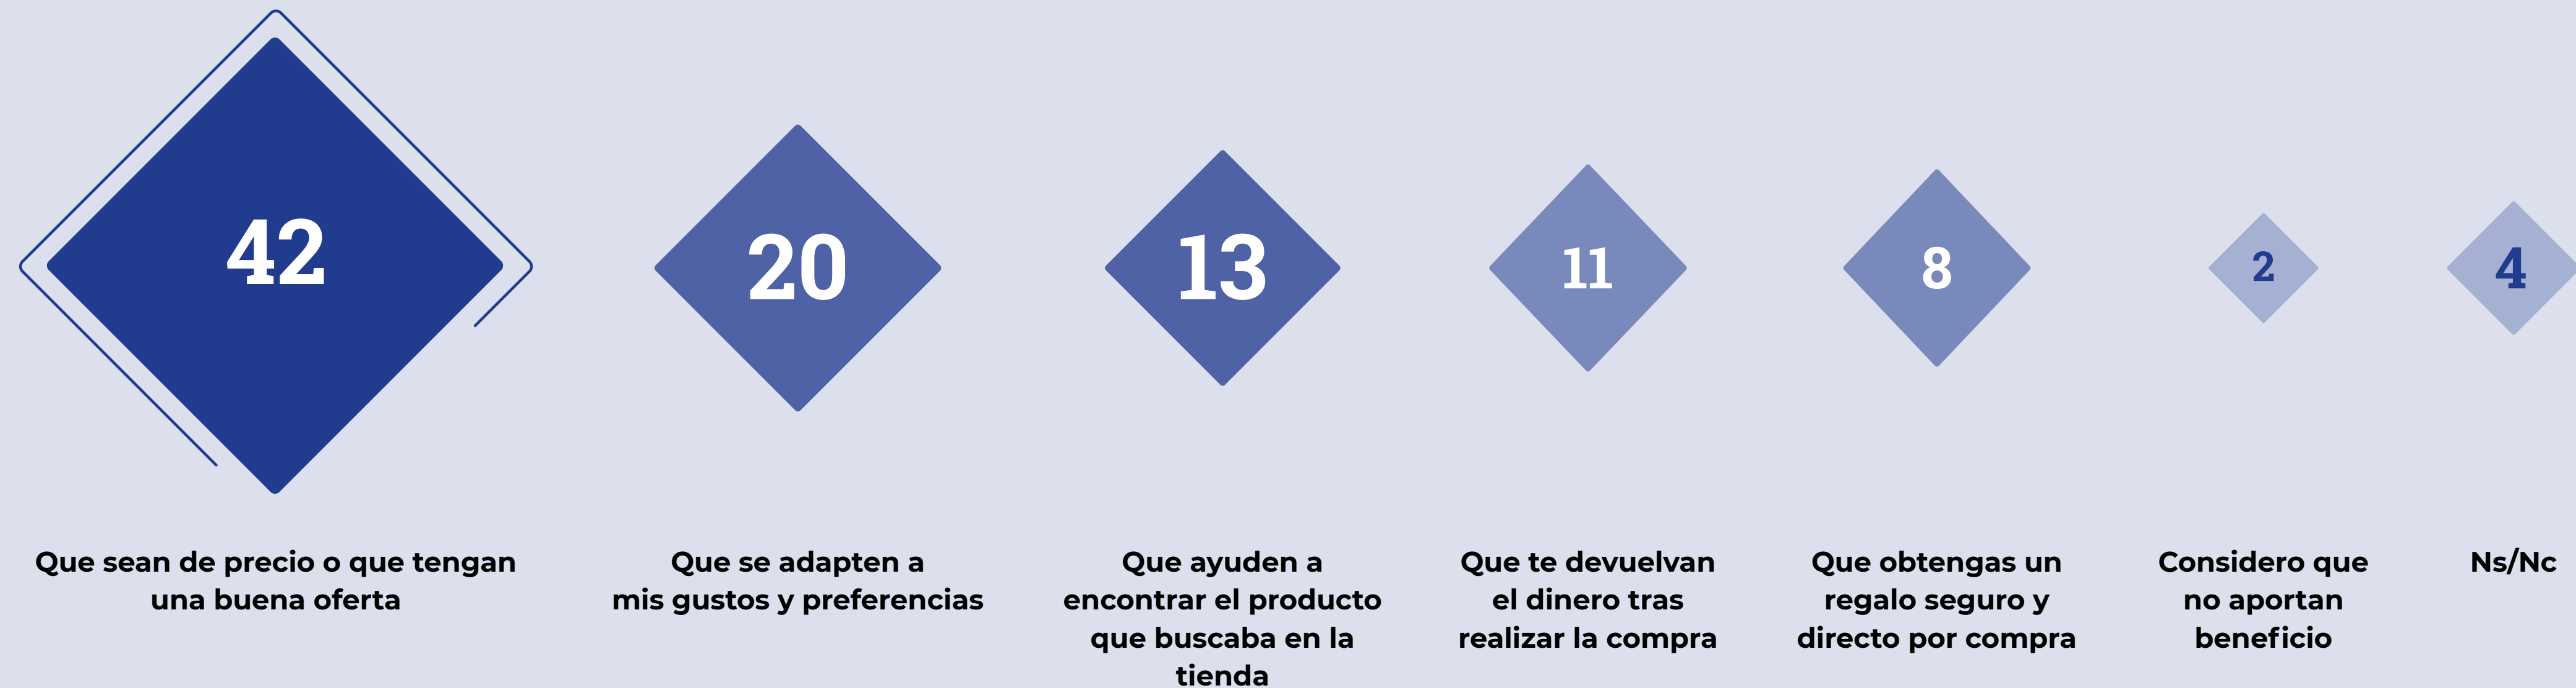 42
20
13
11
8
2
4
Que sean de precio o que tengan
una buena oferta
Que se adapten a
mis gustos y preferencias
Que ayuden a
encontrar el producto
que buscaba en la
tienda
Que te devuelvan
el dinero tras
realizar la compra
Que obtengas un
regalo seguro y
directo por compra
Considero que
no aportan
beneficio
Ns/Nc